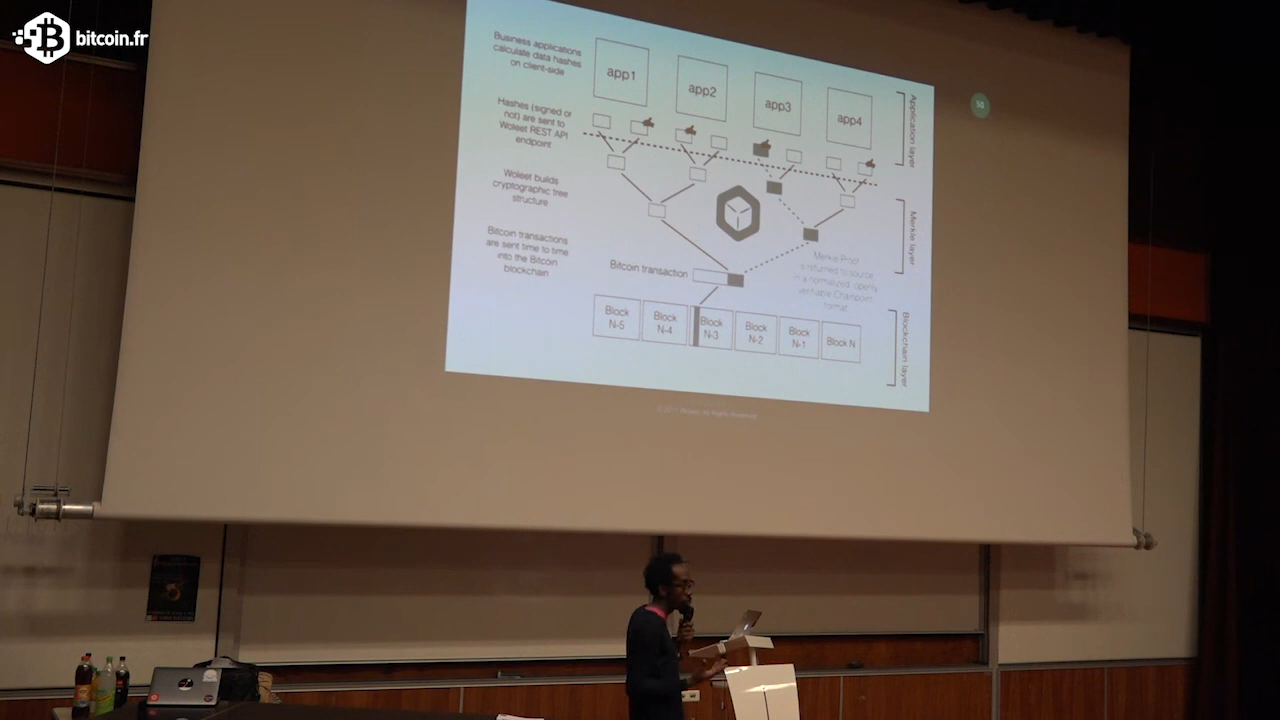 bitcoin.fr
50
Business applications
calculate data hashes
on client-side
app1
app2
app3
app4
Application layer
Hashes (signed or
not) are sent to
Woleet REST API
endpoint
Woleet builds
cryptographic tree
structure
Merkle layer
Bitcoin transactions
are sent time to time
into the Bitcoin
blockchain
Bitcoin transaction
Merkle Proof
is returned to source
in a normalized, openly
verifiable Chainpoint
format
Block
N-5
Block
N-4
Block
N-3
Block
N-2
Block
N-1
Block N
Blockchain layer